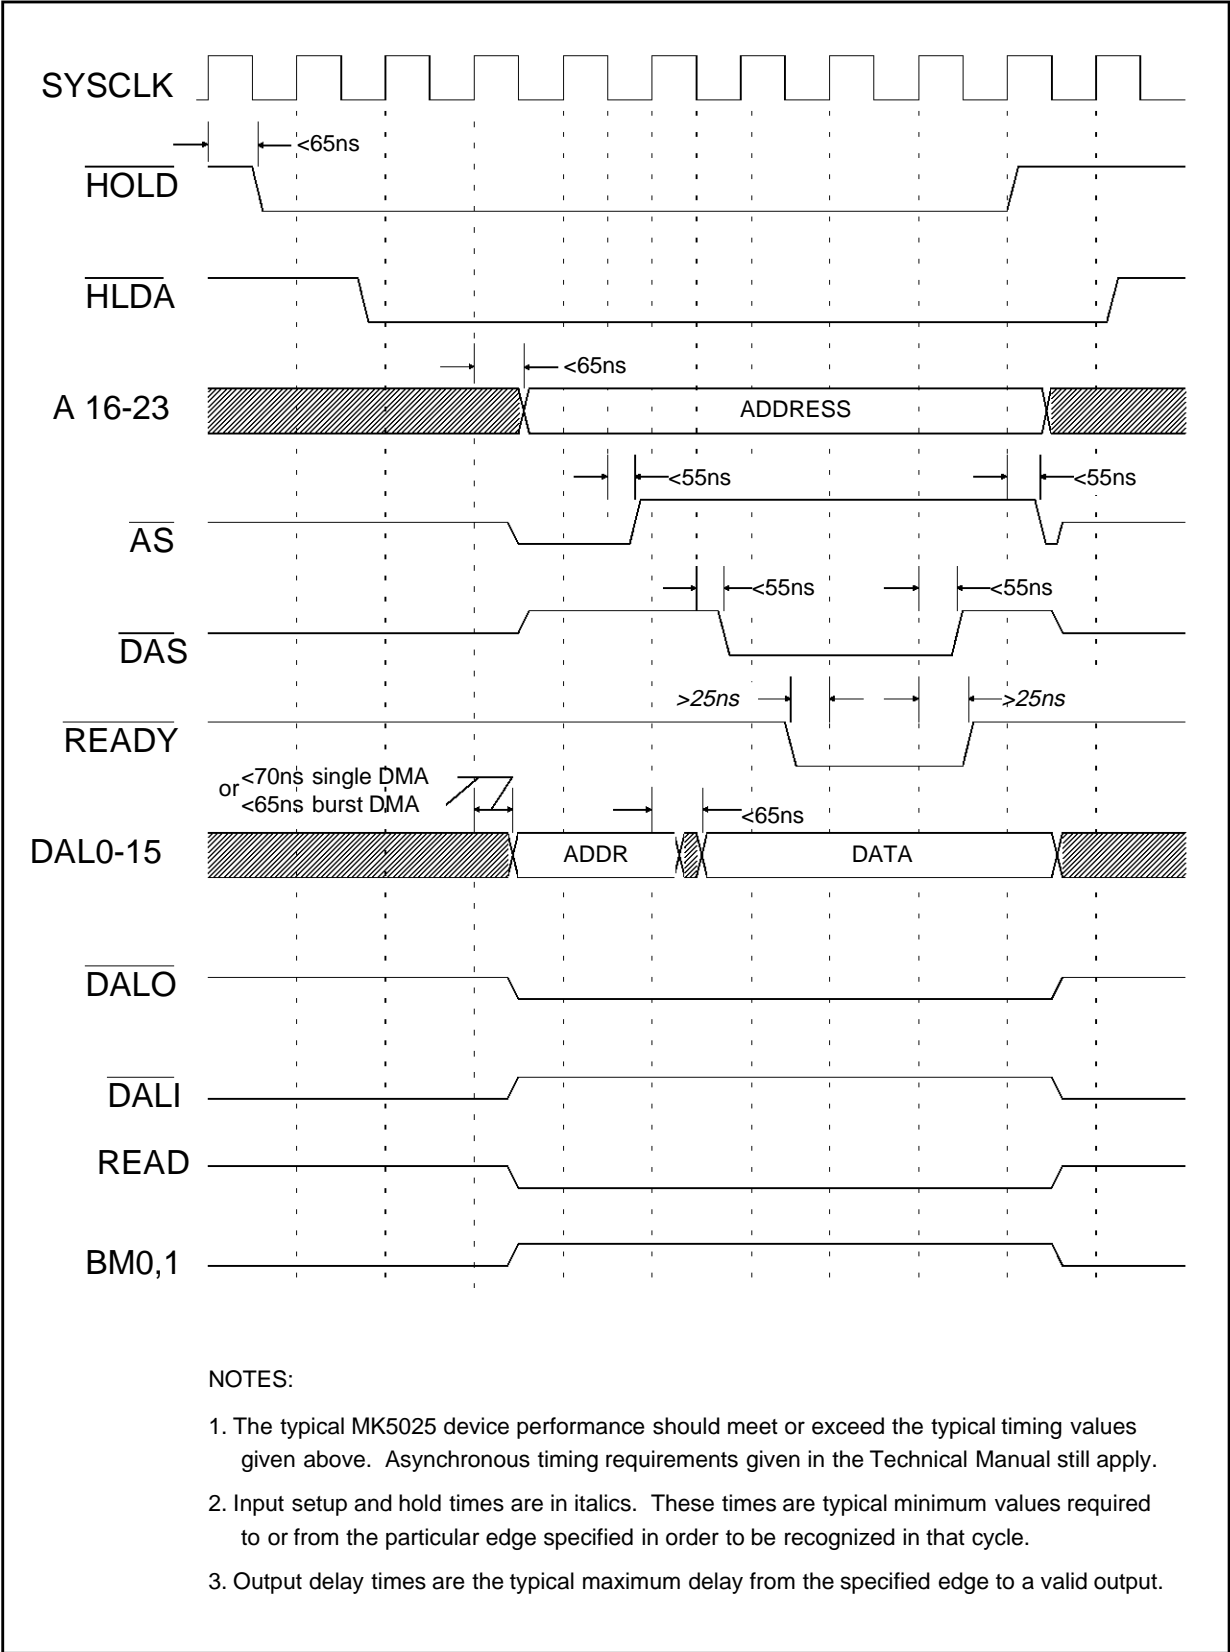 SYSCLK
<65ns
HOLD
HLDA
<65ns
A 16-23
ADDRESS
<55ns
<55ns
AS
<55ns
<55ns
DAS
>25ns
>25ns
READY
or <70ns single DMA
<65ns burst DMA
<65ns
DAL0-15
ADDR
DATA
DALO
DALI
READ
BM0,1
NOTES:
1. The typical MK5025 device performance should meet or exceed the typical timing values
given above. Asynchronous timing requirements given in the Technical Manual still apply.
2. Input setup and hold times are in italics. These times are typical minimum values required
to or from the particular edge specified in order to be recognized in that cycle.
3. Output delay times are the typical maximum delay from the specified edge to a valid output.